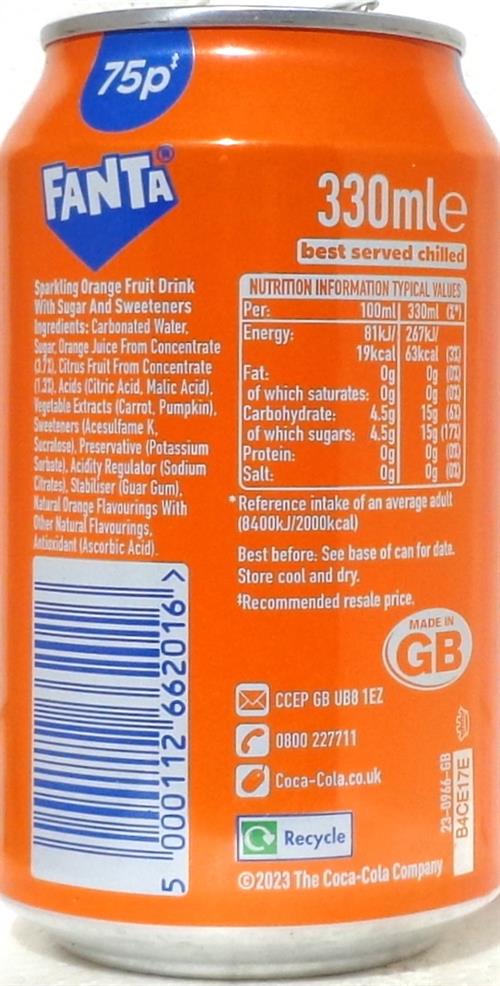 75p‡
FANTA®
330mle
best served chilled
Sparkling Orange Fruit Drink
With Sugar And Sweeteners
Ingredients: Carbonated Water,
Sugar, Orange Juice From Concentrate
(3.7%), Citrus Fruit From Concentrate
(1.3%), Acids (Citric Acid, Malic Acid),
Vegetable Extracts (Carrot, Pumpkin),
Sweeteners (Acesulfame K,
Sucralose), Preservative (Potassium
Sorbate), Acidity Regulator (Sodium
Citrates), Stabiliser (Guar Gum),
Natural Orange Flavourings With
Other Natural Flavourings,
Antioxidant (Ascorbic Acid).
NUTRITION INFORMATION TYPICAL VALUES
Per: 100ml 330ml (%*)
Energy: 81kJ/ 267kJ/
19kcal 63kcal (3%)
Fat: 0g 0g (0%)
of which saturates: 0g 0g (0%)
Carbohydrate: 4.5g 15g (6%)
of which sugars: 4.5g 15g (17%)
Protein: 0g 0g (0%)
Salt: 0g 0g (0%)
*Reference intake of an average adult
(8400kJ/2000kcal)
Best before: See base of can for date.
Store cool and dry.
‡Recommended resale price.
MADE IN
GB
CCEP GB UB8 1EZ
0800 227711
Coca-Cola.co.uk
Recycle
©2023 The Coca-Cola Company
23-0966-GB
B4CE17E
5 000112 662016 >